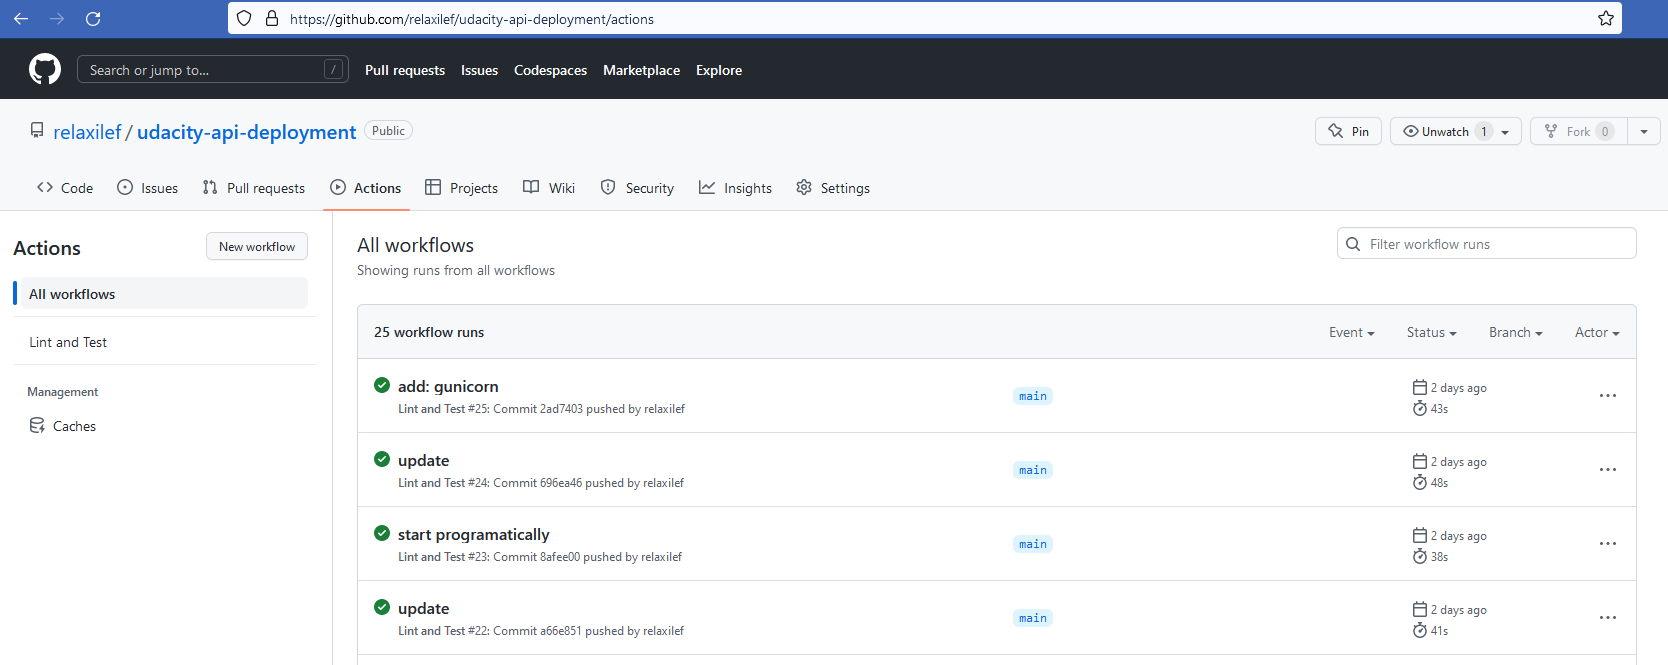 https://github.com/relaxilef/udacity-api-deployment/actions
Search or jump to... /
Pull requests Issues Codespaces Marketplace Explore
relaxilef / udacity-api-deployment Public
Pin Unwatch 1 Fork 0
Code Issues Pull requests Actions Projects Wiki Security Insights Settings
Actions New workflow
All workflows
Lint and Test
Management
Caches
All workflows
Showing runs from all workflows
Filter workflow runs
25 workflow runs Event Status Branch Actor
add: gunicorn main 2 days ago
Lint and Test #25: Commit 2ad7403 pushed by relaxilef 43s
update main 2 days ago
Lint and Test #24: Commit 696ea46 pushed by relaxilef 48s
start programatically main 2 days ago
Lint and Test #23: Commit 8afee00 pushed by relaxilef 38s
update main 2 days ago
Lint and Test #22: Commit a66e851 pushed by relaxilef 41s